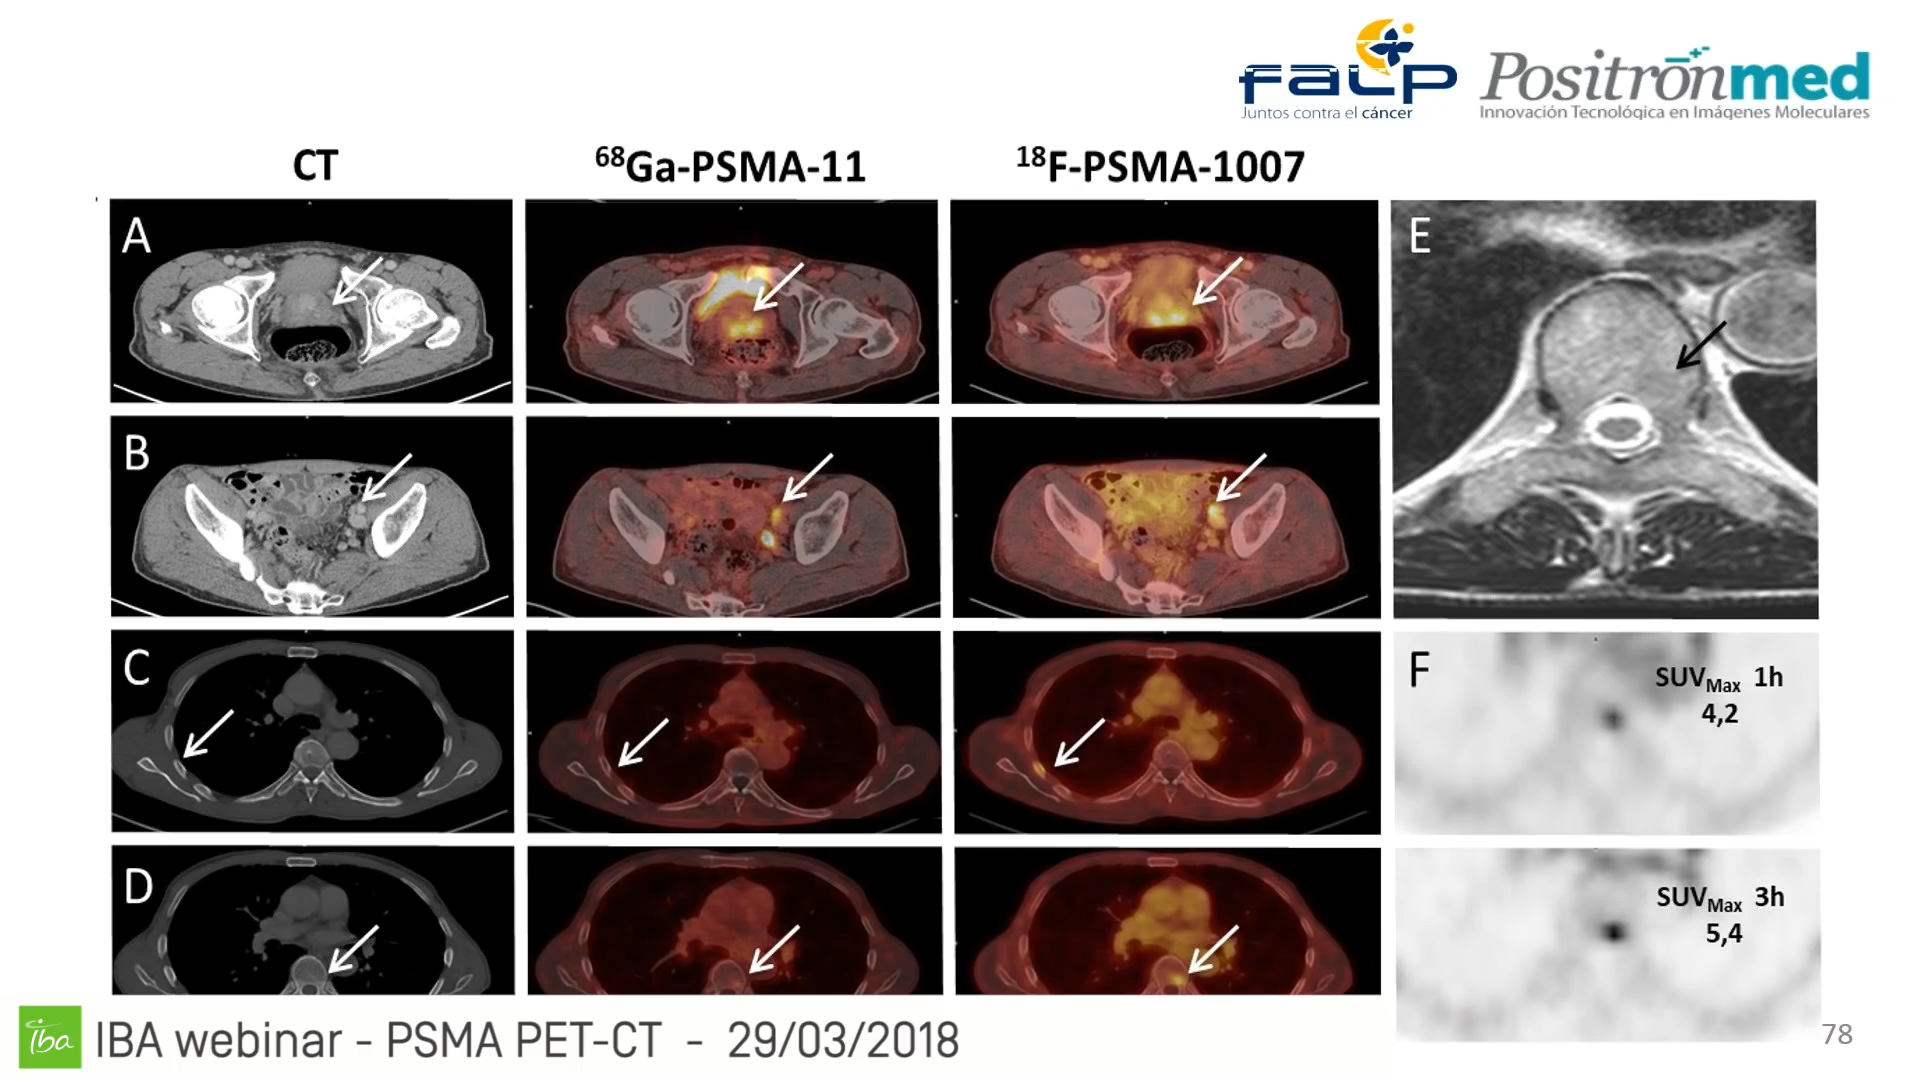 falp
Juntos contra el cáncer
Positronmed
Innovación Tecnológica en Imágenes Moleculares
CT
68Ga-PSMA-11
18F-PSMA-1007
A
B
C
D
E
F
SUVMax 1h
4,2
SUVMax 3h
5,4
iba
IBA webinar - PSMA PET-CT - 29/03/2018
78